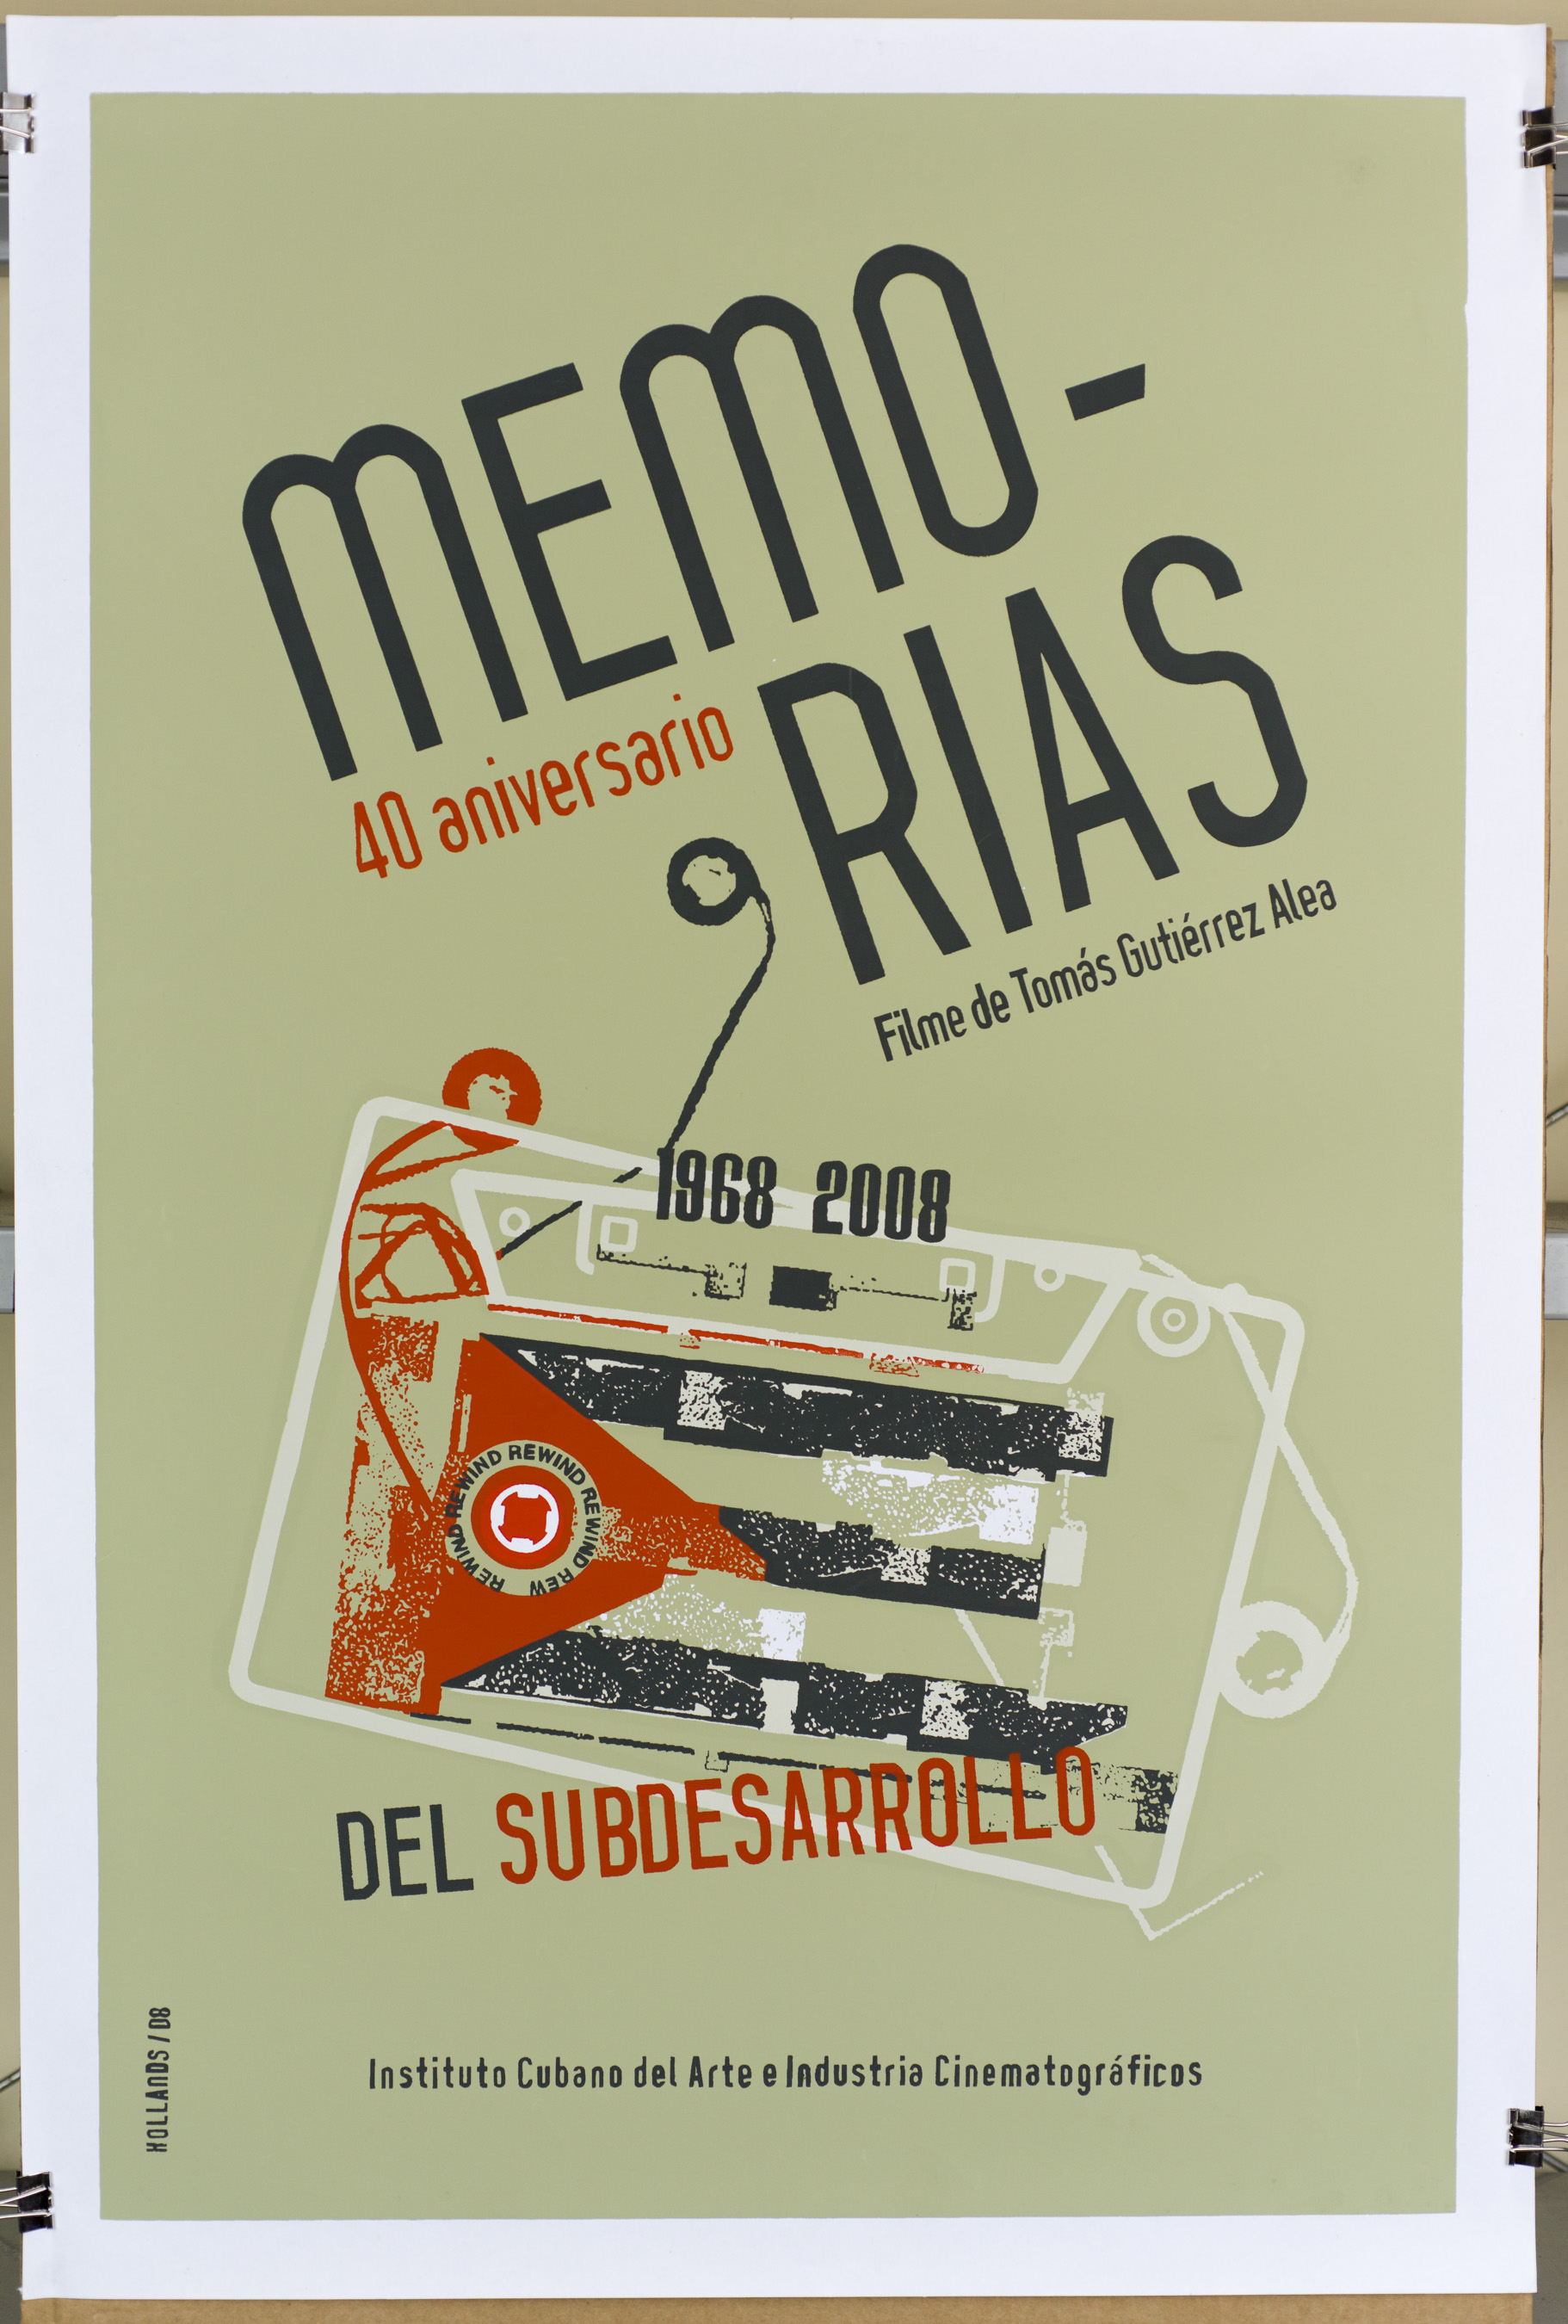 MEMO-
RIAS
40 aniversario
Filme de Tomás Gutiérrez Alea
1968 2008
REWIND REWIND REWIND REWIND REW
DEL SUBDESARROLLO
HOLLANDS / 08
Instituto Cubano del Arte e Industria Cinematográficos